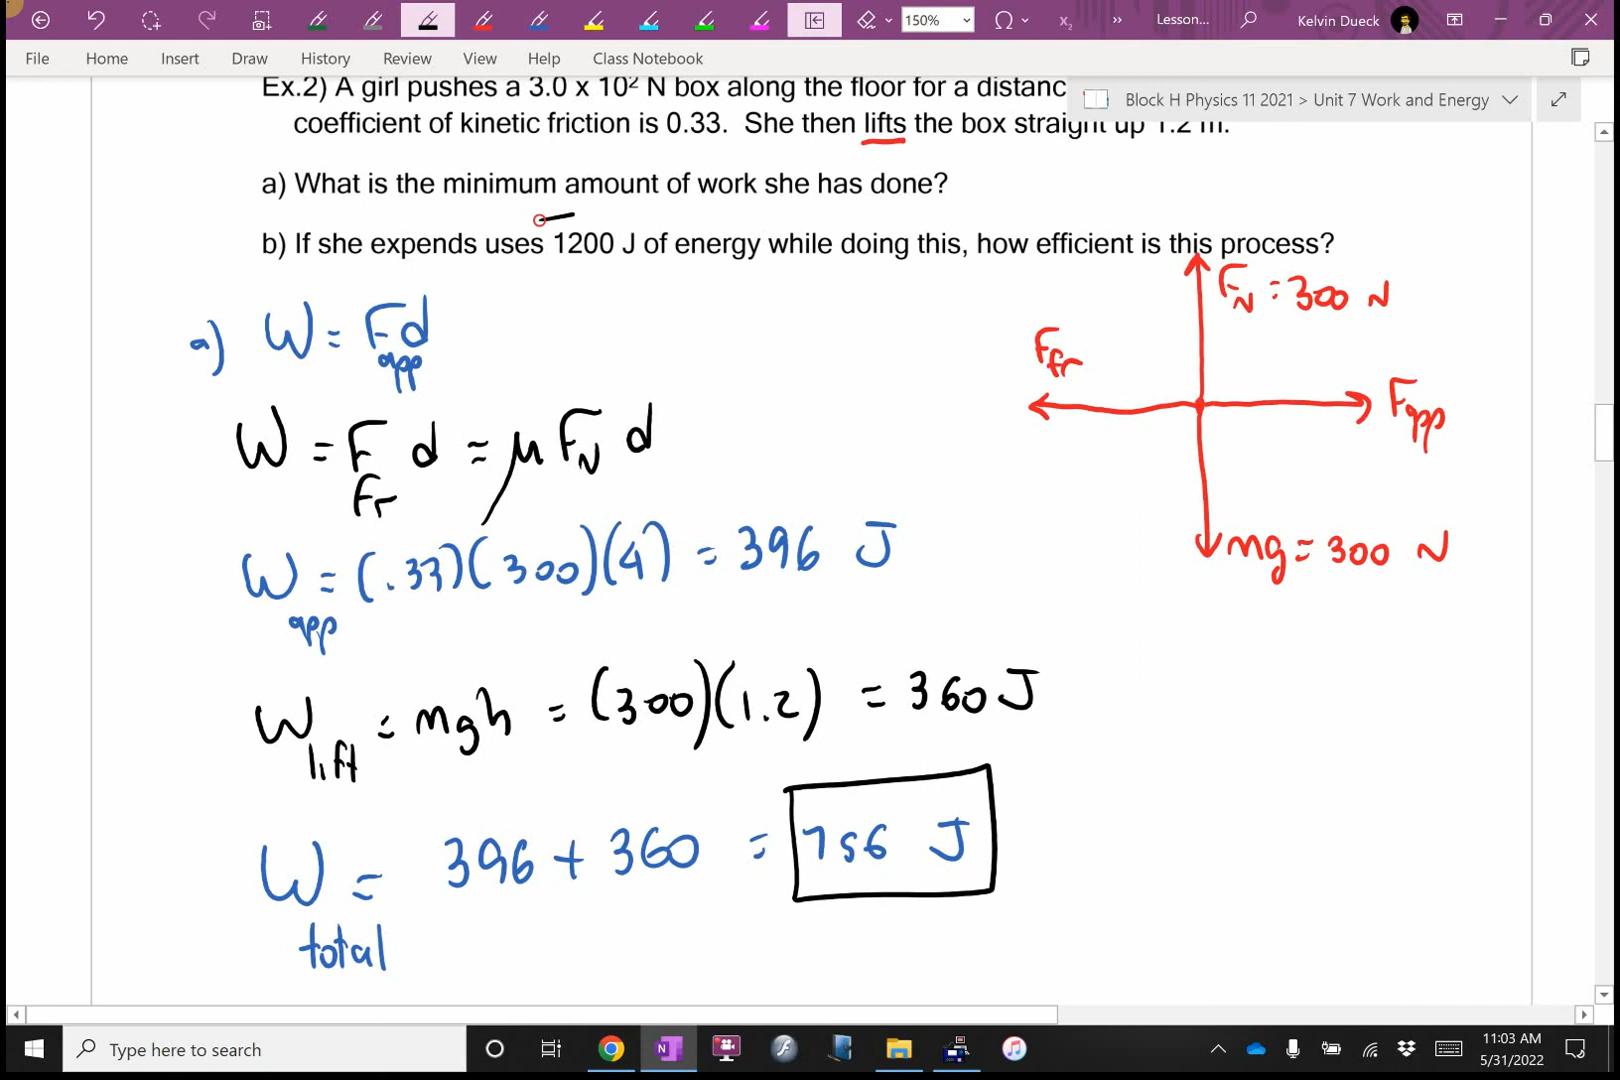 150%
Ω
x₂
››
Lesson...
Kelvin Dueck
File
Home
Insert
Draw
History
Review
View
Help
Class Notebook
Block H Physics 11 2021 > Unit 7 Work and Energy
Ex.2) A girl pushes a 3.0 x 10² N box along the floor for a distanc
coefficient of kinetic friction is 0.33. She then lifts the box straight up 1.2 m.
a) What is the minimum amount of work she has done?
b) If she expends uses 1200 J of energy while doing this, how efficient is this process?
F_N = 300 N
F_fr
F_app
mg = 300 N
a) W = F_app d
W = F_Fr d = μ F_N d
W_app = (.33)(300)(4) = 396 J
W_lift = mgh = (300)(1.2) = 360 J
W_total = 396 + 360 = 756 J
Type here to search
11:03 AM
5/31/2022